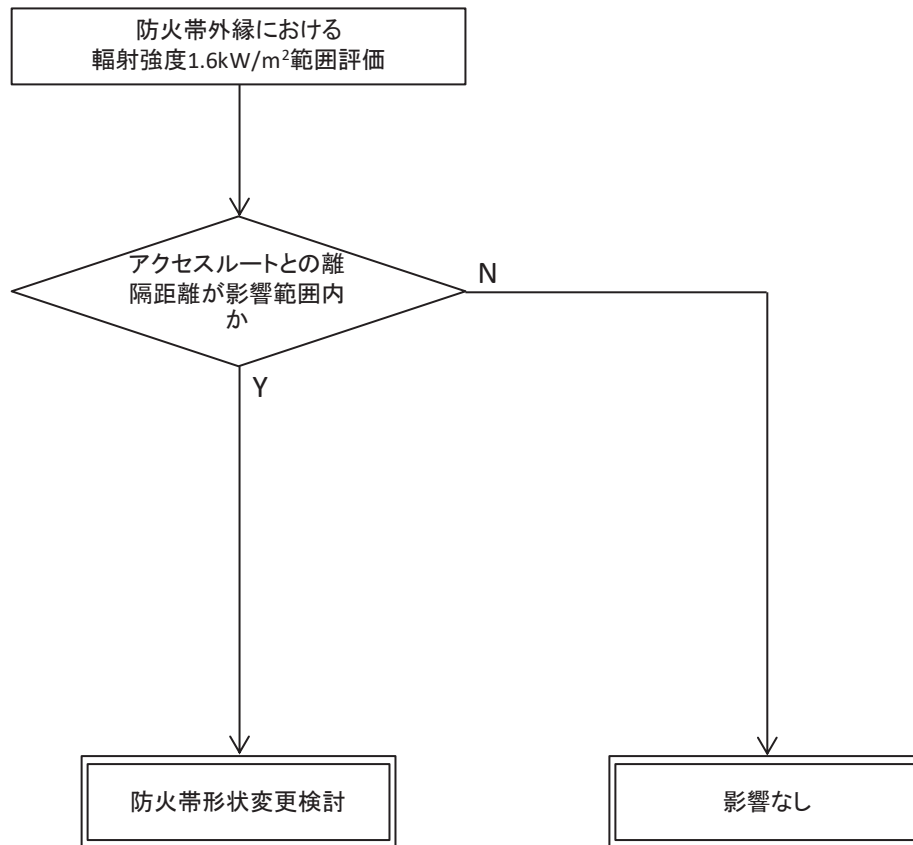 防火帯外縁における
輻射強度1.6kW/m²範囲評価
アクセスルートとの離
隔距離が影響範囲内
か
N
Y
防火帯形状変更検討
影響なし